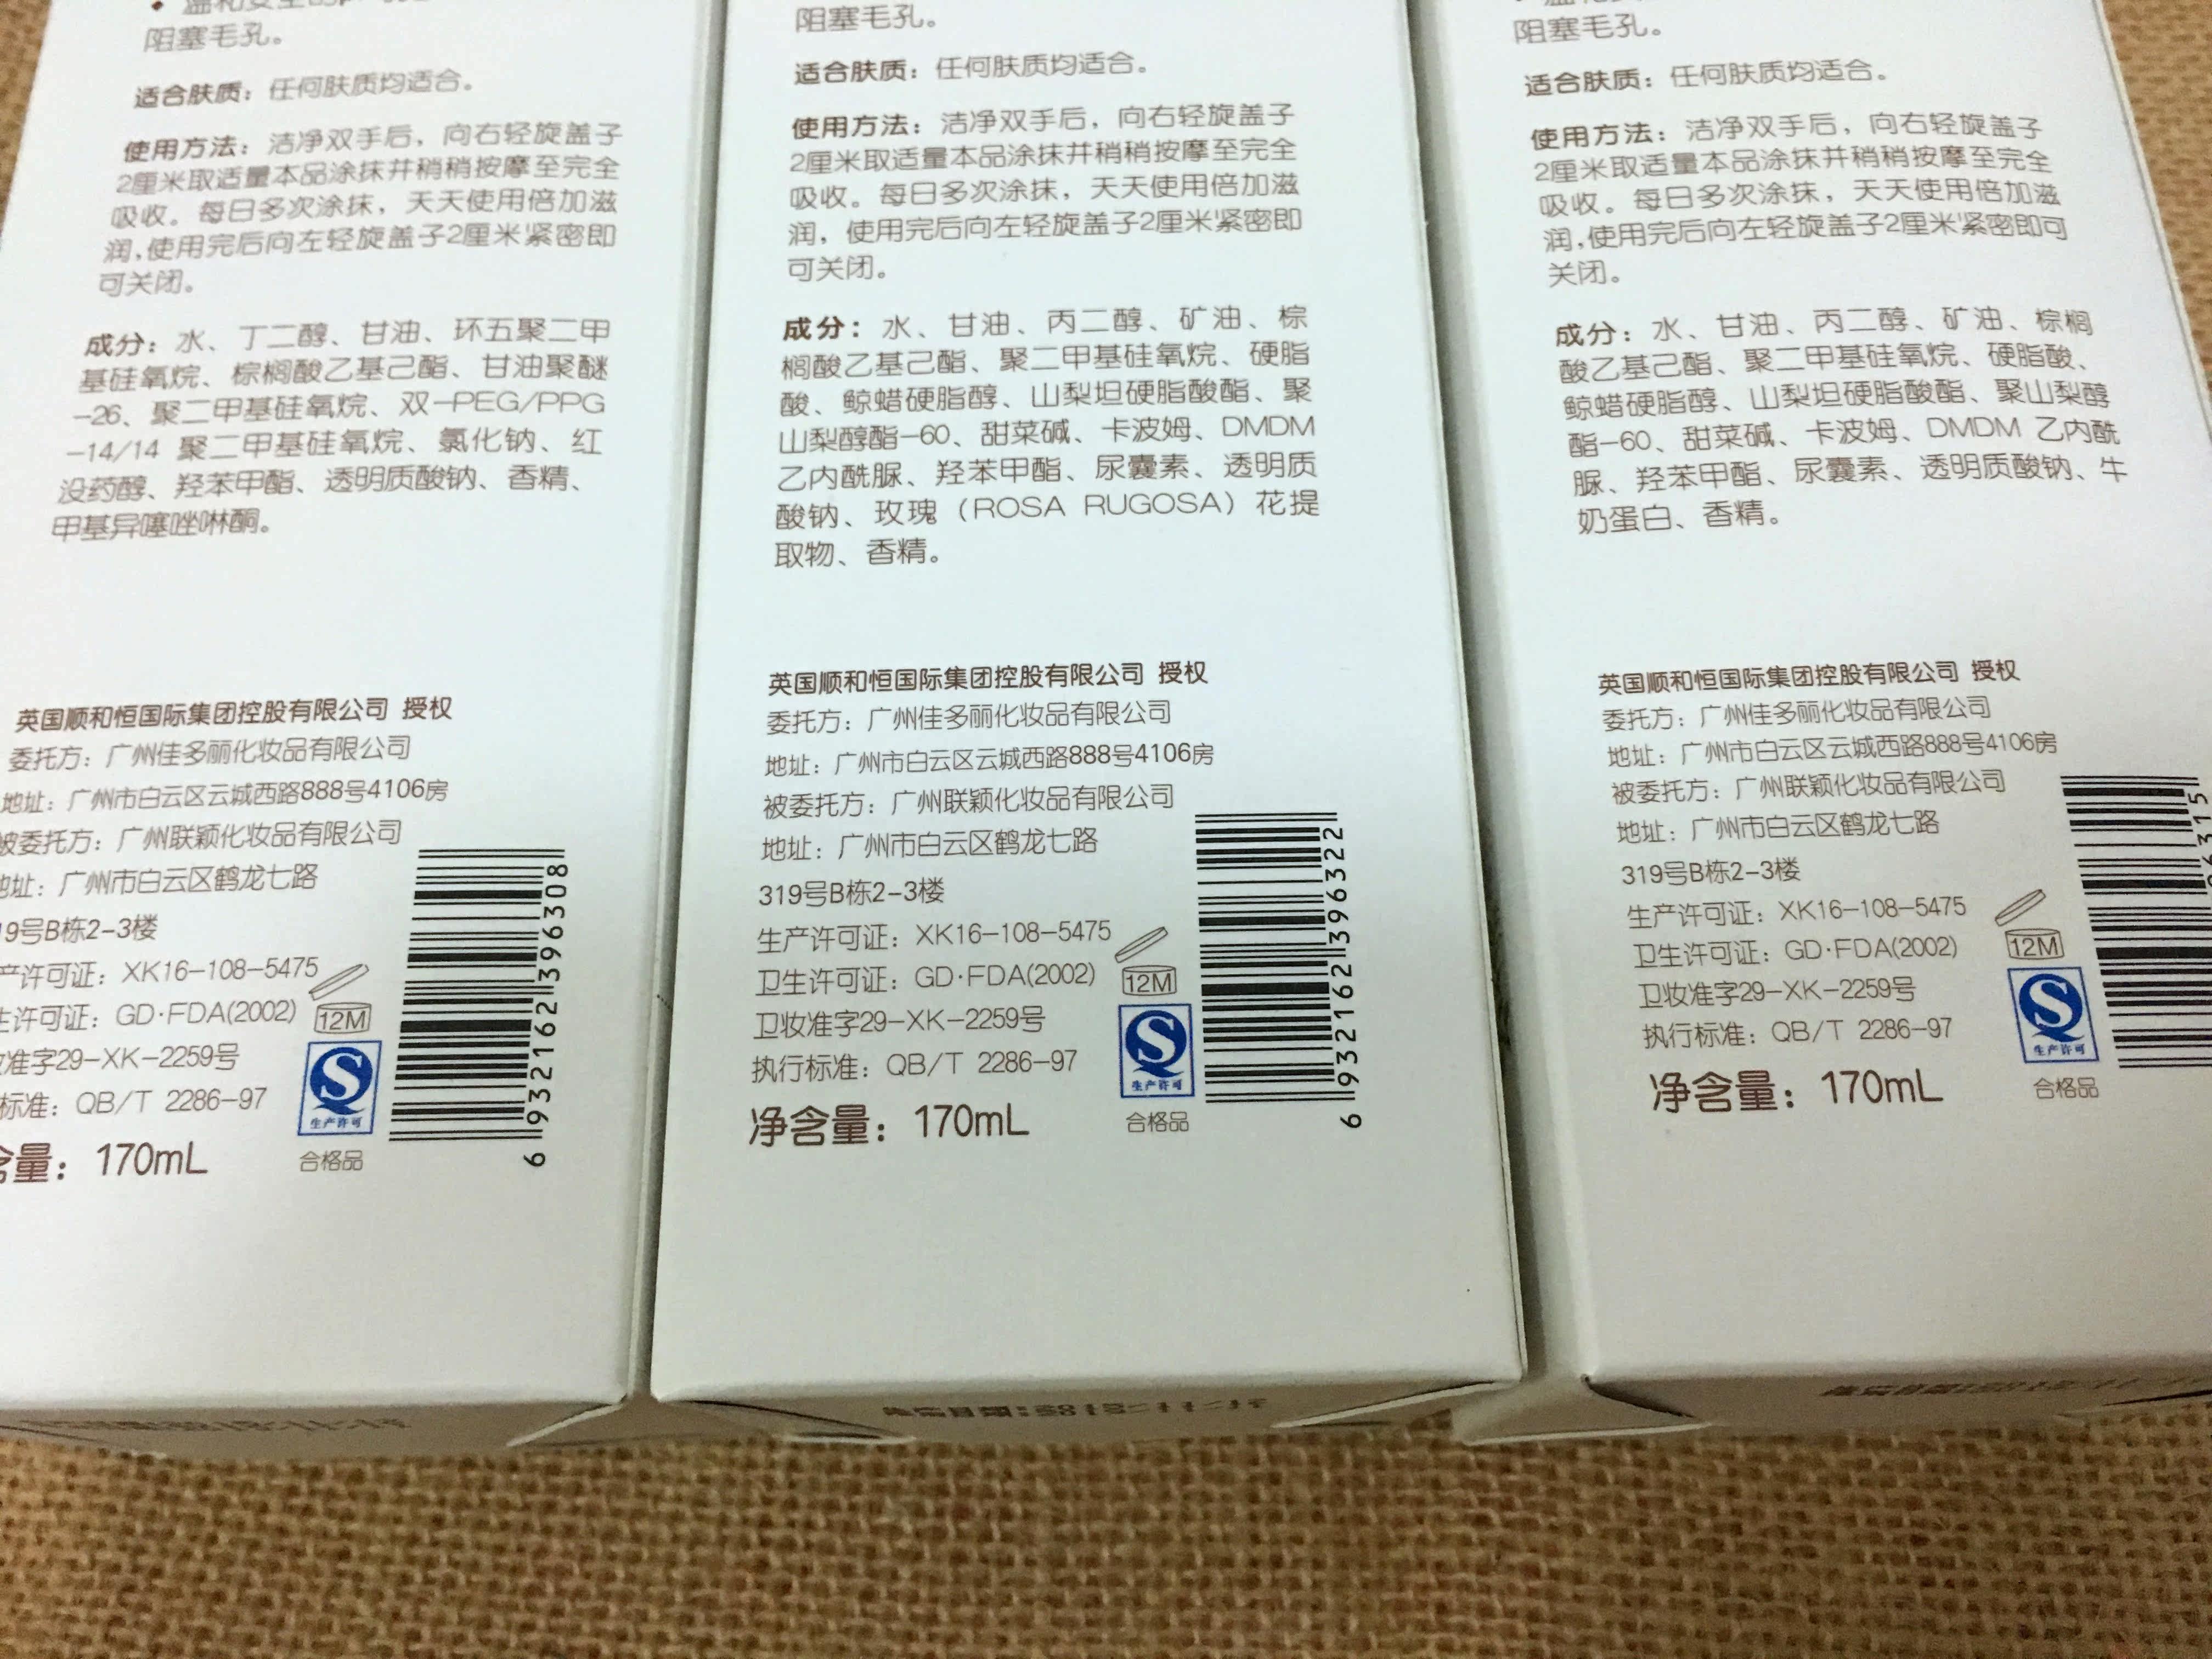 阻塞毛孔。
适合肤质：任何肤质均适合。
使用方法：洁净双手后，向右轻旋盖子
2厘米取适量本品涂抹并稍稍按摩至完全
吸收。每日多次涂抹，天天使用倍加滋
润,使用完后向左轻旋盖子2厘米紧密即
可关闭。
成分：水、丁二醇、甘油、环五聚二甲
基硅氧烷、棕榈酸乙基己酯、甘油聚醚
-26、聚二甲基硅氧烷、双-PEG/PPG
-14/14 聚二甲基硅氧烷、氯化钠、红
没药醇、羟苯甲酯、透明质酸钠、香精、
甲基异噻唑啉酮。
英国顺和恒国际集团控股有限公司 授权
委托方：广州佳多丽化妆品有限公司
地址：广州市白云区云城西路888号4106房
被委托方：广州联颖化妆品有限公司
地址：广州市白云区鹤龙七路
19号B栋2-3楼
产许可证：XK16-108-5475
生许可证：GD·FDA(2002)
妆准字29-XK-2259号
标准：QB/T 2286-97
含量：170mL
12M
生产许可
合格品
6932162396308
阻塞毛孔。
适合肤质：任何肤质均适合。
使用方法：洁净双手后，向右轻旋盖子
2厘米取适量本品涂抹并稍稍按摩至完全
吸收。每日多次涂抹，天天使用倍加滋
润，使用完后向左轻旋盖子2厘米紧密即
可关闭。
成分：水、甘油、丙二醇、矿油、棕
榈酸乙基己酯、聚二甲基硅氧烷、硬脂
酸、鲸蜡硬脂醇、山梨坦硬脂酸酯、聚
山梨醇酯-60、甜菜碱、卡波姆、DMDM
乙内酰脲、羟苯甲酯、尿囊素、透明质
酸钠、玫瑰（ROSA RUGOSA）花提
取物、香精。
英国顺和恒国际集团控股有限公司 授权
委托方：广州佳多丽化妆品有限公司
地址：广州市白云区云城西路888号4106房
被委托方：广州联颖化妆品有限公司
地址：广州市白云区鹤龙七路
319号B栋2-3楼
生产许可证：XK16-108-5475
卫生许可证：GD·FDA(2002)
卫妆准字29-XK-2259号
执行标准：QB/T 2286-97
净含量：170mL
12M
生产许可
合格品
6932162396322
阻塞毛孔。
适合肤质：任何肤质均适合。
使用方法：洁净双手后，向右轻旋盖子
2厘米取适量本品涂抹并稍稍按摩至完全
吸收。每日多次涂抹，天天使用倍加滋
润,使用完后向左轻旋盖子2厘米紧密即可
关闭。
成分：水、甘油、丙二醇、矿油、棕榈
酸乙基己酯、聚二甲基硅氧烷、硬脂酸、
鲸蜡硬脂醇、山梨坦硬脂酸酯、聚山梨醇
酯-60、甜菜碱、卡波姆、DMDM 乙内酰
脲、羟苯甲酯、尿囊素、透明质酸钠、牛
奶蛋白、香精。
英国顺和恒国际集团控股有限公司 授权
委托方：广州佳多丽化妆品有限公司
地址：广州市白云区云城西路888号4106房
被委托方：广州联颖化妆品有限公司
地址：广州市白云区鹤龙七路
319号B栋2-3楼
生产许可证：XK16-108-5475
卫生许可证：GD·FDA(2002)
卫妆准字29-XK-2259号
执行标准：QB/T 2286-97
净含量：170mL
12M
生产许可
合格品